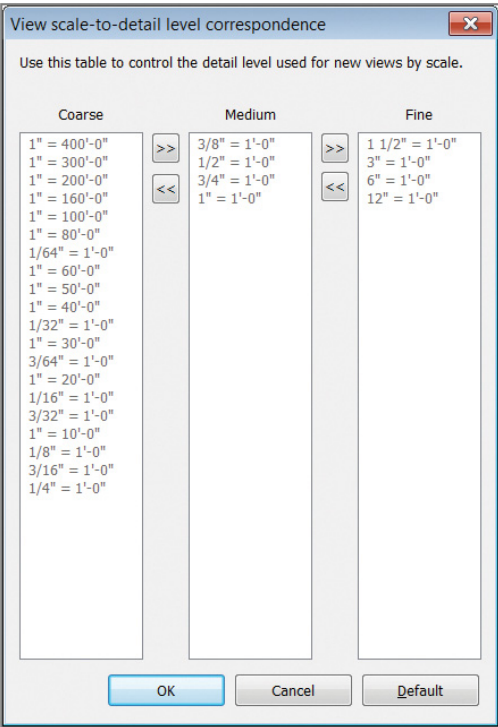 View scale-to-detail level correspondence
Use this table to control the detail level used for new views by scale.
Coarse
1" = 400'-0"
1" = 300'-0"
1" = 200'-0"
1" = 160'-0"
1" = 100'-0"
1" = 80'-0"
1/64" = 1'-0"
1" = 60'-0"
1" = 50'-0"
1" = 40'-0"
1/32" = 1'-0"
1" = 30'-0"
3/64" = 1'-0"
1" = 20'-0"
1/16" = 1'-0"
3/32" = 1'-0"
1" = 10'-0"
1/8" = 1'-0"
3/16" = 1'-0"
1/4" = 1'-0"
>>
<<
Medium
3/8" = 1'-0"
1/2" = 1'-0"
3/4" = 1'-0"
1" = 1'-0"
>>
<<
Fine
1 1/2" = 1'-0"
3" = 1'-0"
6" = 1'-0"
12" = 1'-0"
OK
Cancel
Default